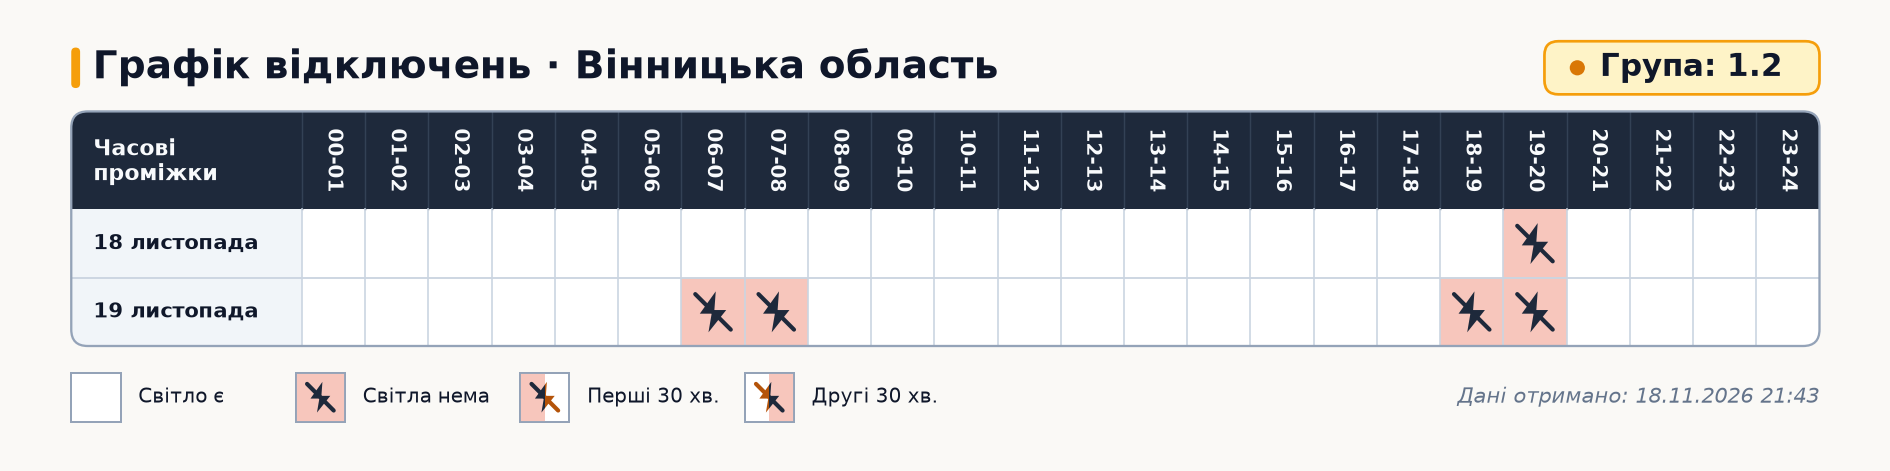 Графік відключень · Вінницька область
Група: 1.2
Часові
проміжки
00-01
01-02
02-03
03-04
04-05
05-06
06-07
07-08
08-09
09-10
10-11
11-12
12-13
13-14
14-15
15-16
16-17
17-18
18-19
19-20
20-21
21-22
22-23
23-24
18 листопада
19 листопада
Світло є
Світла нема
Перші 30 хв.
Другі 30 хв.
Дані отримано: 18.11.2026 21:43